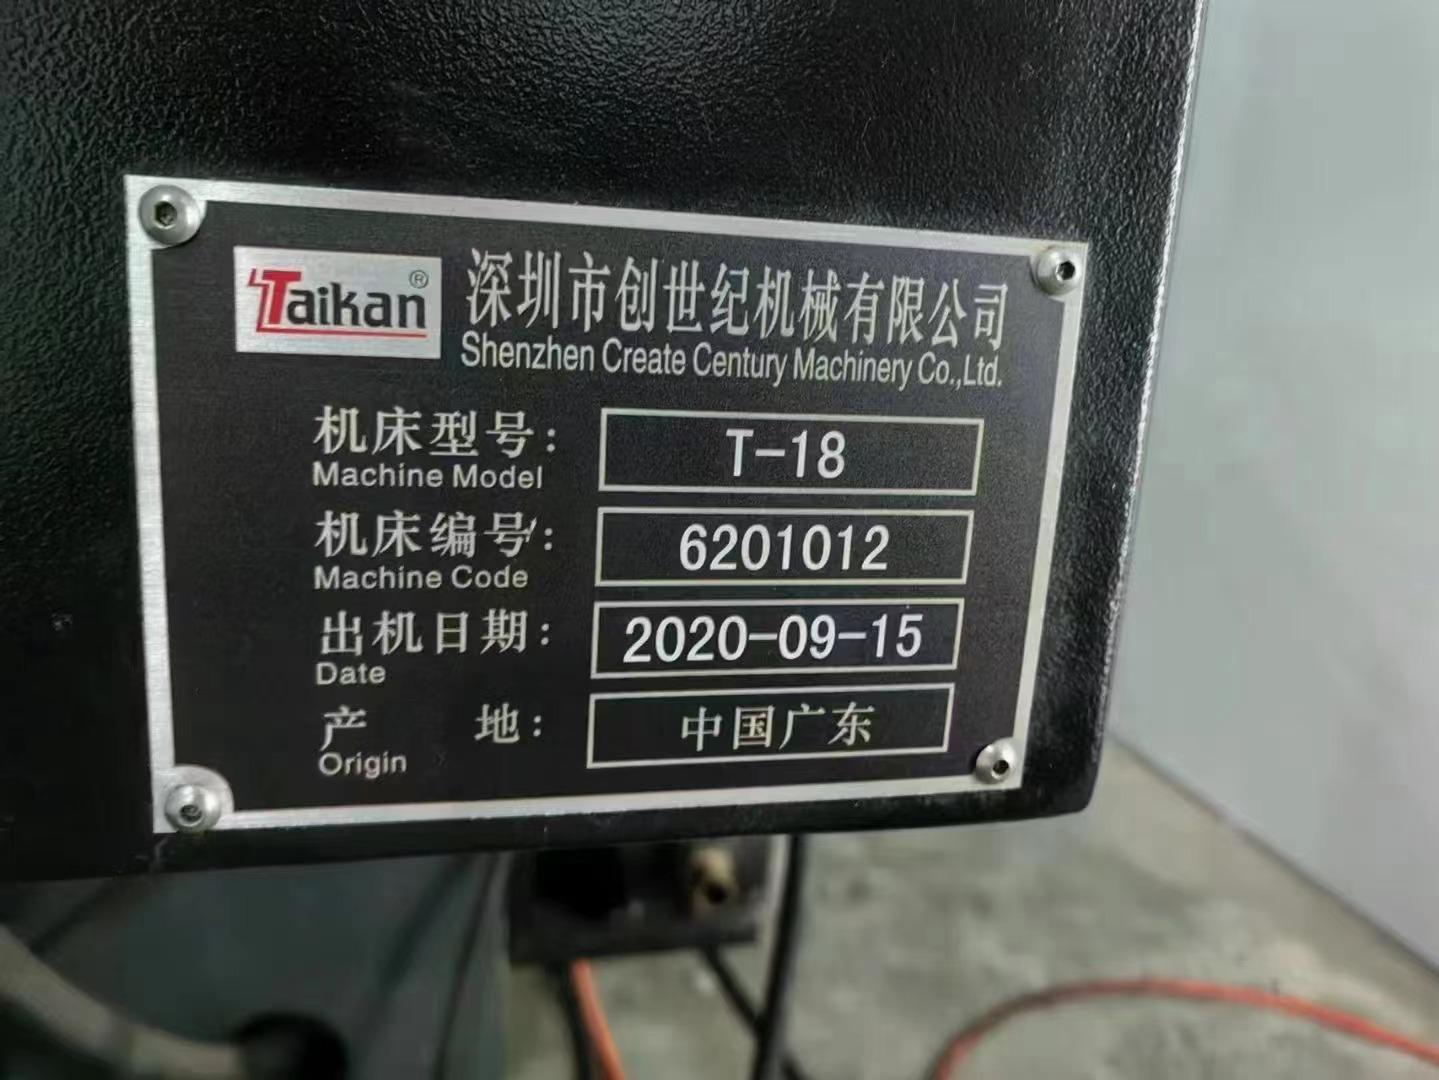 Taikan®
深圳市创世纪机械有限公司
Shenzhen Create Century Machinery Co.,Ltd.
机床型号: T-18
Machine Model
机床编号: 6201012
Machine Code
出机日期: 2020-09-15
Date
产 地: 中国广东
Origin